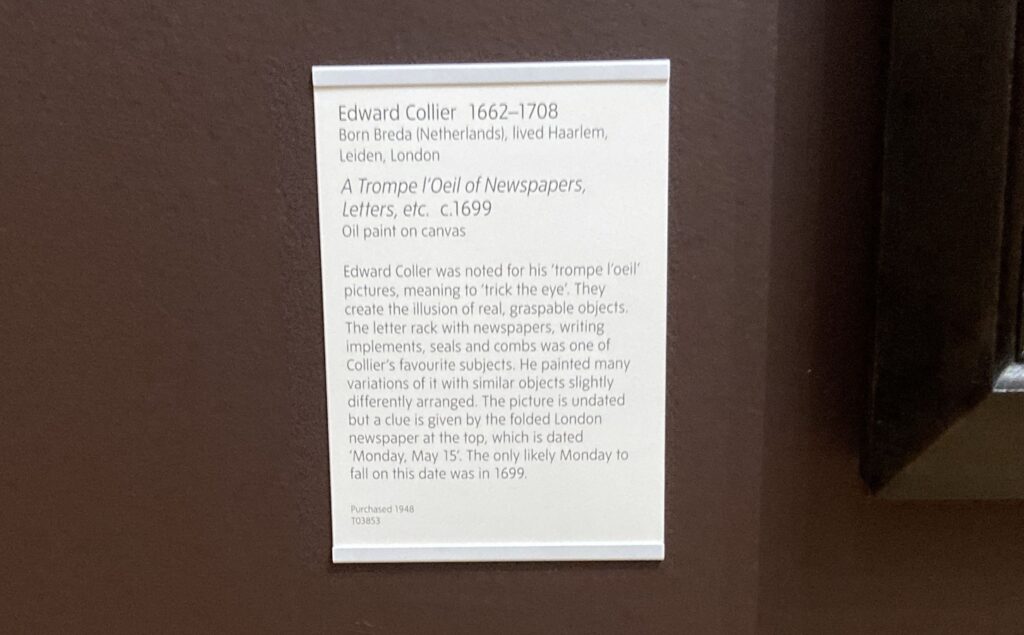 Edward Collier 1662–1708
Born Breda (Netherlands), lived Haarlem,
Leiden, London
A Trompe l'Oeil of Newspapers,
Letters, etc. c.1699
Oil paint on canvas
Edward Coller was noted for his 'trompe l'oeil'
pictures, meaning to 'trick the eye'. They
create the illusion of real, graspable objects.
The letter rack with newspapers, writing
implements, seals and combs was one of
Collier's favourite subjects. He painted many
variations of it with similar objects slightly
differently arranged. The picture is undated
but a clue is given by the folded London
newspaper at the top, which is dated
'Monday, May 15'. The only likely Monday to
fall on this date was in 1699.
Purchased 1948
T03853